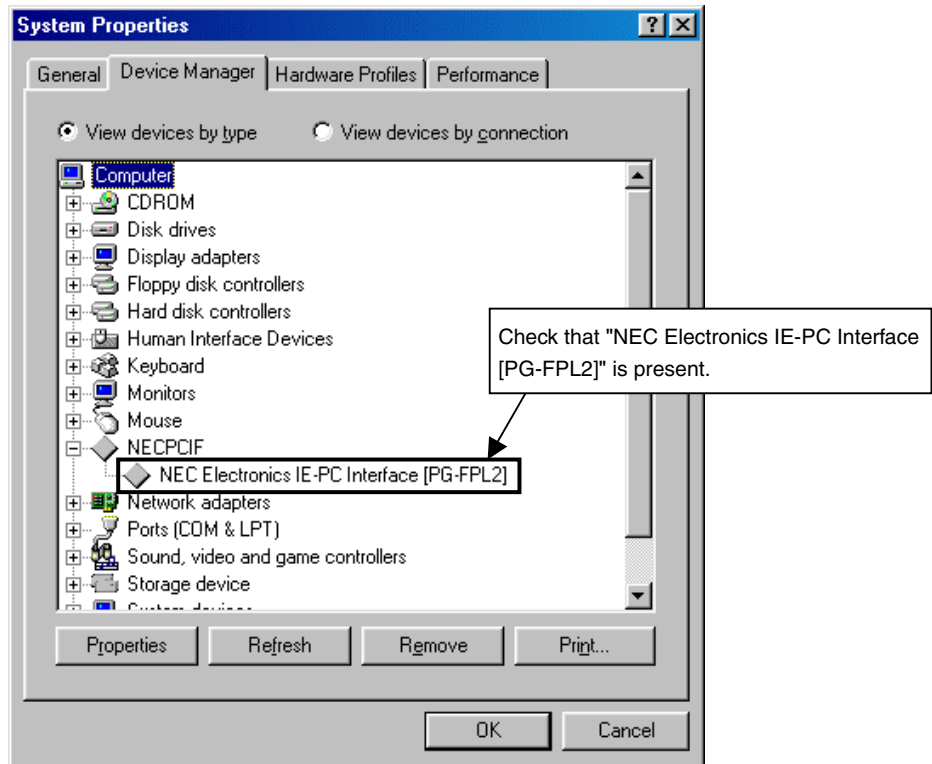 System Properties
General Device Manager Hardware Profiles Performance
View devices by type View devices by connection
Computer
CDROM
Disk drives
Display adapters
Floppy disk controllers
Hard disk controllers
Human Interface Devices
Keyboard
Monitors
Mouse
NECPCIF
NEC Electronics IE-PC Interface [PG-FPL2]
Network adapters
Ports (COM & LPT)
Sound, video and game controllers
Storage device
System devices
Check that "NEC Electronics IE-PC Interface
[PG-FPL2]" is present.
Properties Refresh Remove Print...
OK Cancel